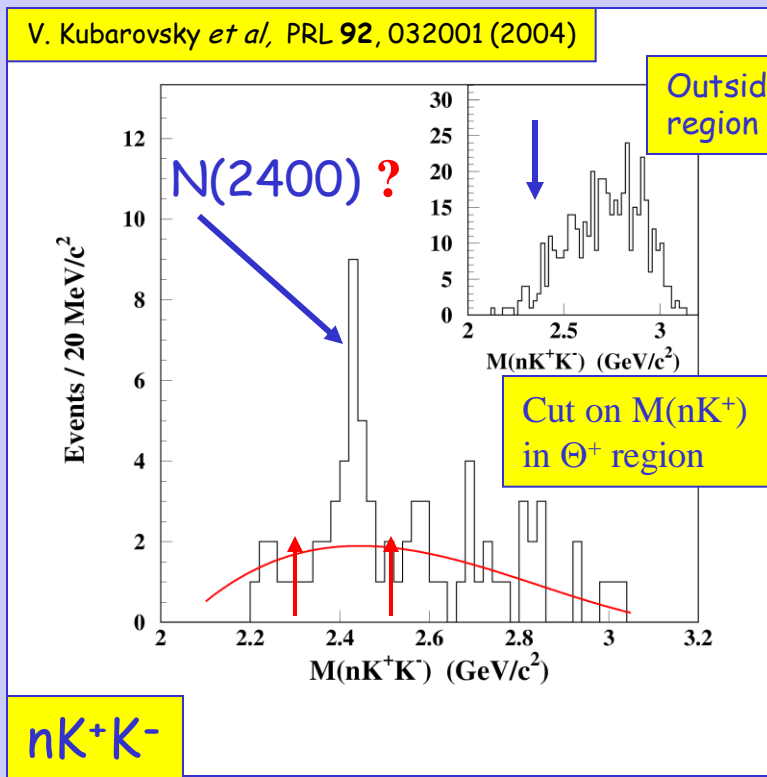 V. Kubarovsky et al, PRL 92, 032001 (2004)
Outsid
region
N(2400) ?
Events / 20 MeV/c²
12
10
8
6
4
2
0
2
2.2
2.4
2.6
2.8
3
3.2
M(nK⁺K⁻) (GeV/c²)
30
25
20
15
10
5
0
2
2.5
3
M(nK⁺K⁻) (GeV/c²)
Cut on M(nK⁺)
in Θ⁺ region
nK⁺K⁻